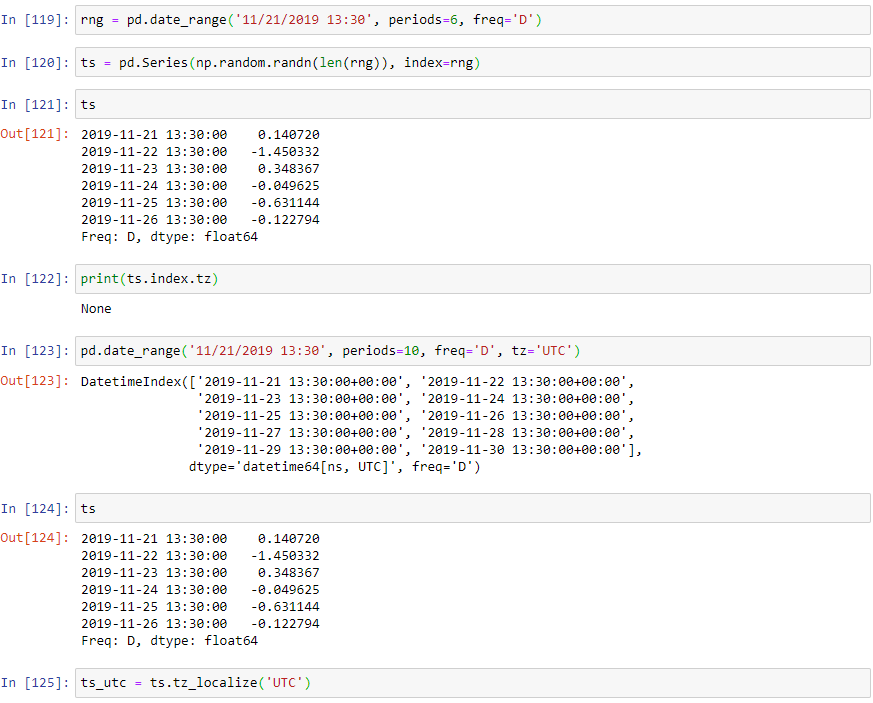 In [119]: rng = pd.date_range('11/21/2019 13:30', periods=6, freq='D')
In [120]: ts = pd.Series(np.random.randn(len(rng)), index=rng)
In [121]: ts
Out[121]: 2019-11-21 13:30:00    0.140720
2019-11-22 13:30:00   -1.450332
2019-11-23 13:30:00    0.348367
2019-11-24 13:30:00   -0.049625
2019-11-25 13:30:00   -0.631144
2019-11-26 13:30:00   -0.122794
Freq: D, dtype: float64
In [122]: print(ts.index.tz)
None
In [123]: pd.date_range('11/21/2019 13:30', periods=10, freq='D', tz='UTC')
Out[123]: DatetimeIndex(['2019-11-21 13:30:00+00:00', '2019-11-22 13:30:00+00:00',
'2019-11-23 13:30:00+00:00', '2019-11-24 13:30:00+00:00',
'2019-11-25 13:30:00+00:00', '2019-11-26 13:30:00+00:00',
'2019-11-27 13:30:00+00:00', '2019-11-28 13:30:00+00:00',
'2019-11-29 13:30:00+00:00', '2019-11-30 13:30:00+00:00'],
dtype='datetime64[ns, UTC]', freq='D')
In [124]: ts
Out[124]: 2019-11-21 13:30:00    0.140720
2019-11-22 13:30:00   -1.450332
2019-11-23 13:30:00    0.348367
2019-11-24 13:30:00   -0.049625
2019-11-25 13:30:00   -0.631144
2019-11-26 13:30:00   -0.122794
Freq: D, dtype: float64
In [125]: ts_utc = ts.tz_localize('UTC')